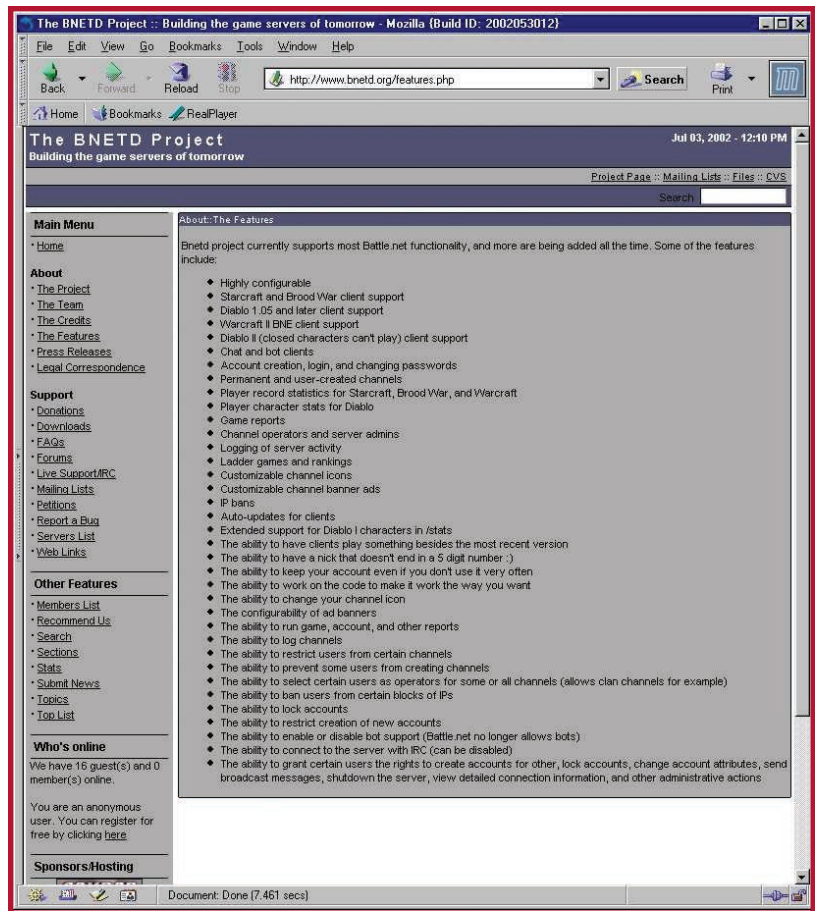 The BNETD Project :: Building the game servers of tomorrow - Mozilla {Build ID: 2002053012}
File Edit View Go Bookmarks Tools Window Help
Back Forward Reload Stop http://www.bnetd.org/features.php Search Print
Home Bookmarks RealPlayer
The BNETD Project
Jul 03, 2002 - 12:10 PM
Building the game servers of tomorrow
Project Page :: Mailing Lists :: Files :: CVS
Search
Main Menu
· Home
About
· The Project
· The Team
· The Credits
· The Features
· Press Releases
· Legal Correspondence
Support
· Donations
· Downloads
· FAQs
· Forums
· Live Support/IRC
· Mailing Lists
· Petitions
· Report a Bug
· Servers List
· Web Links
Other Features
· Members List
· Recommend Us
· Search
· Sections
· Stats
· Submit News
· Topics
· Top List
Who's online
We have 16 guest(s) and 0
member(s) online.
You are an anonymous
user. You can register for
free by clicking here
Sponsors/Hosting
About::The Features
Bnetd project currently supports most Battle.net functionality, and more are being added all the time. Some of the features
include:
◆ Highly configurable
◆ Starcraft and Brood War client support
◆ Diablo 1.05 and later client support
◆ Warcraft II BNE client support
◆ Diablo II (closed characters can't play) client support
◆ Chat and bot clients
◆ Account creation, login, and changing passwords
◆ Permanent and user-created channels
◆ Player record statistics for Starcraft, Brood War, and Warcraft
◆ Player character stats for Diablo
◆ Game reports
◆ Channel operators and server admins
◆ Logging of server activity
◆ Ladder games and rankings
◆ Customizable channel icons
◆ Customizable channel banner ads
◆ IP bans
◆ Auto-updates for clients
◆ Extended support for Diablo I characters in /stats
◆ The ability to have clients play something besides the most recent version
◆ The ability to have a nick that doesn't end in a 5 digit number :)
◆ The ability to keep your account even if you don't use it very often
◆ The ability to work on the code to make it work the way you want
◆ The ability to change your channel icon
◆ The configurability of ad banners
◆ The ability to run game, account, and other reports
◆ The ability to log channels
◆ The ability to restrict users from certain channels
◆ The ability to prevent some users from creating channels
◆ The ability to select certain users as operators for some or all channels (allows clan channels for example)
◆ The ability to ban users from certain blocks of IPs
◆ The ability to lock accounts
◆ The ability to restrict creation of new accounts
◆ The ability to enable or disable bot support (Battle.net no longer allows bots)
◆ The ability to connect to the server with IRC (can be disabled)
◆ The ability to grant certain users the rights to create accounts for other, lock accounts, change account attributes, send
broadcast messages, shutdown the server, view detailed connection information, and other administrative actions
Document: Done (7.461 secs)